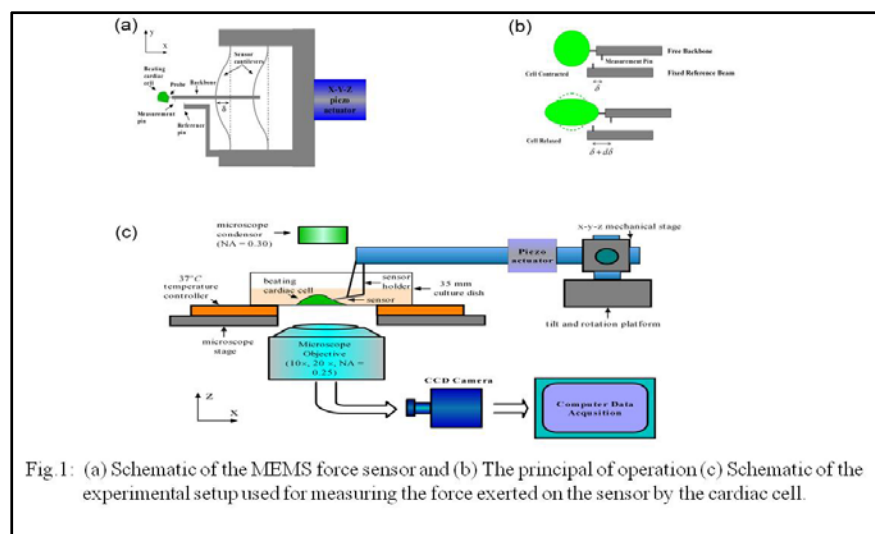 (a)
y
x
Beating
cardiac
cell
Probe
Backbone
Sensor
cantilevers
δ
Measurement
pin
Reference
pin
X-Y-Z
piezo
actuator
(b)
Free Backbone
Measurement Pin
Cell Contracted
Fixed Reference Beam
δ
Cell Relaxed
δ + dδ
(c)
microscope
condensor
(NA = 0.30)
x-y-z mechanical
stage
Piezo
actuator
37°C
temperature
controller
beating
cardiac cell
sensor
holder
sensor
35 mm
culture dish
microscope
stage
tilt and rotation platform
Microscope
Objective
(10×, 20 ×, NA =
0.25)
CCD Camera
Computer Data
Acqusition
Z
X
Fig.1: (a) Schematic of the MEMS force sensor and (b) The principal of operation (c) Schematic of the
experimental setup used for measuring the force exerted on the sensor by the cardiac cell.